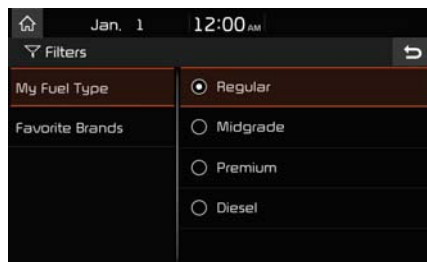 Jan. 1 12:00 AM
Filters
My Fuel Type
Favorite Brands
Regular
Midgrade
Premium
Diesel